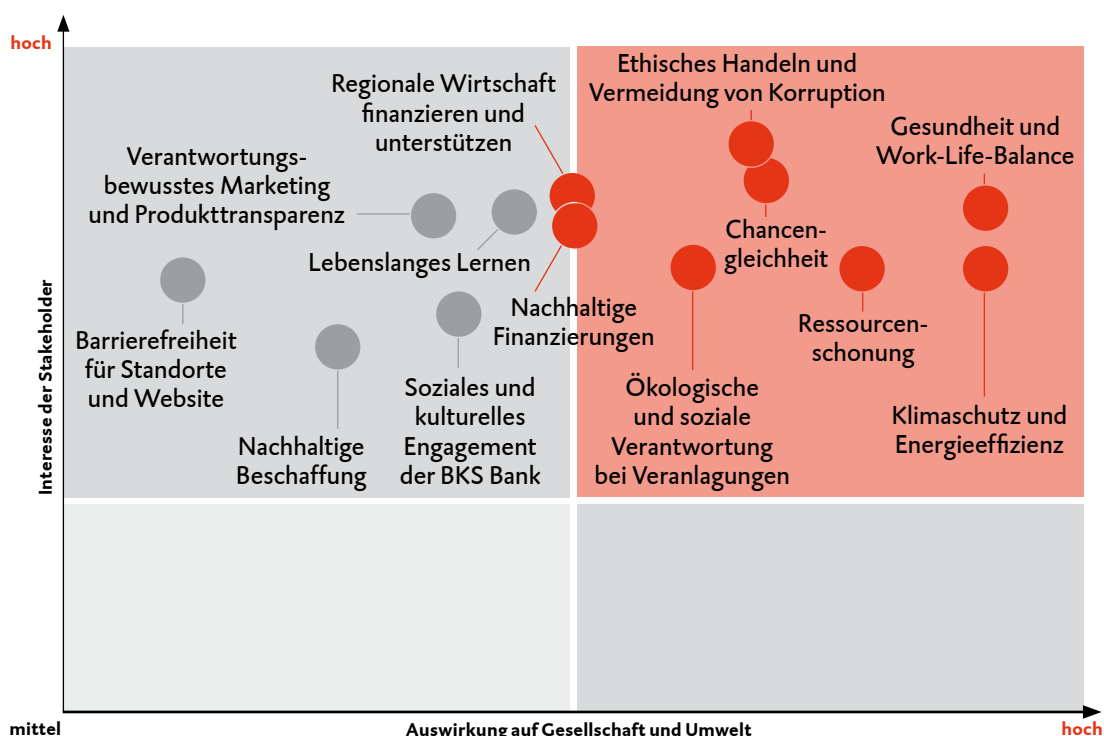 hoch
Regionale Wirtschaft
finanzieren und
unterstützen
Ethisches Handeln und
Vermeidung von Korruption
Gesundheit und
Work-Life-Balance
Verantwortungs-
bewusstes Marketing
und Produkttransparenz
Lebenslanges Lernen
Chancen-
gleichheit
Nachhaltige
Finanzierungen
Ressourcen-
schonung
Barrierefreiheit
für Standorte
und Website
Nachhaltige
Beschaffung
Soziales und
kulturelles
Engagement
der BKS Bank
Ökologische
und soziale
Verantwortung
bei Veranlagungen
Klimaschutz und
Energieeffizienz
Interesse der Stakeholder
mittel
Auswirkung auf Gesellschaft und Umwelt
hoch